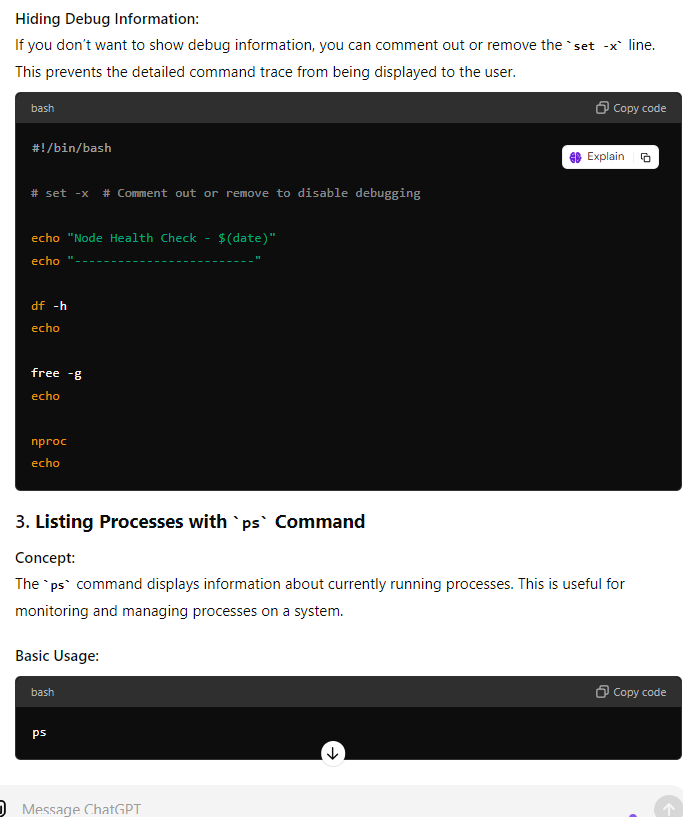 Hiding Debug Information:
If you don't want to show debug information, you can comment out or remove the `set -x` line.
This prevents the detailed command trace from being displayed to the user.
bash
Copy code
#!/bin/bash
Explain
# set -x  # Comment out or remove to disable debugging
echo "Node Health Check - $(date)"
echo "-------------------------"
df -h
echo
free -g
echo
nproc
echo
3. Listing Processes with `ps` Command
Concept:
The `ps` command displays information about currently running processes. This is useful for
monitoring and managing processes on a system.
Basic Usage:
bash
Copy code
ps
Message ChatGPT